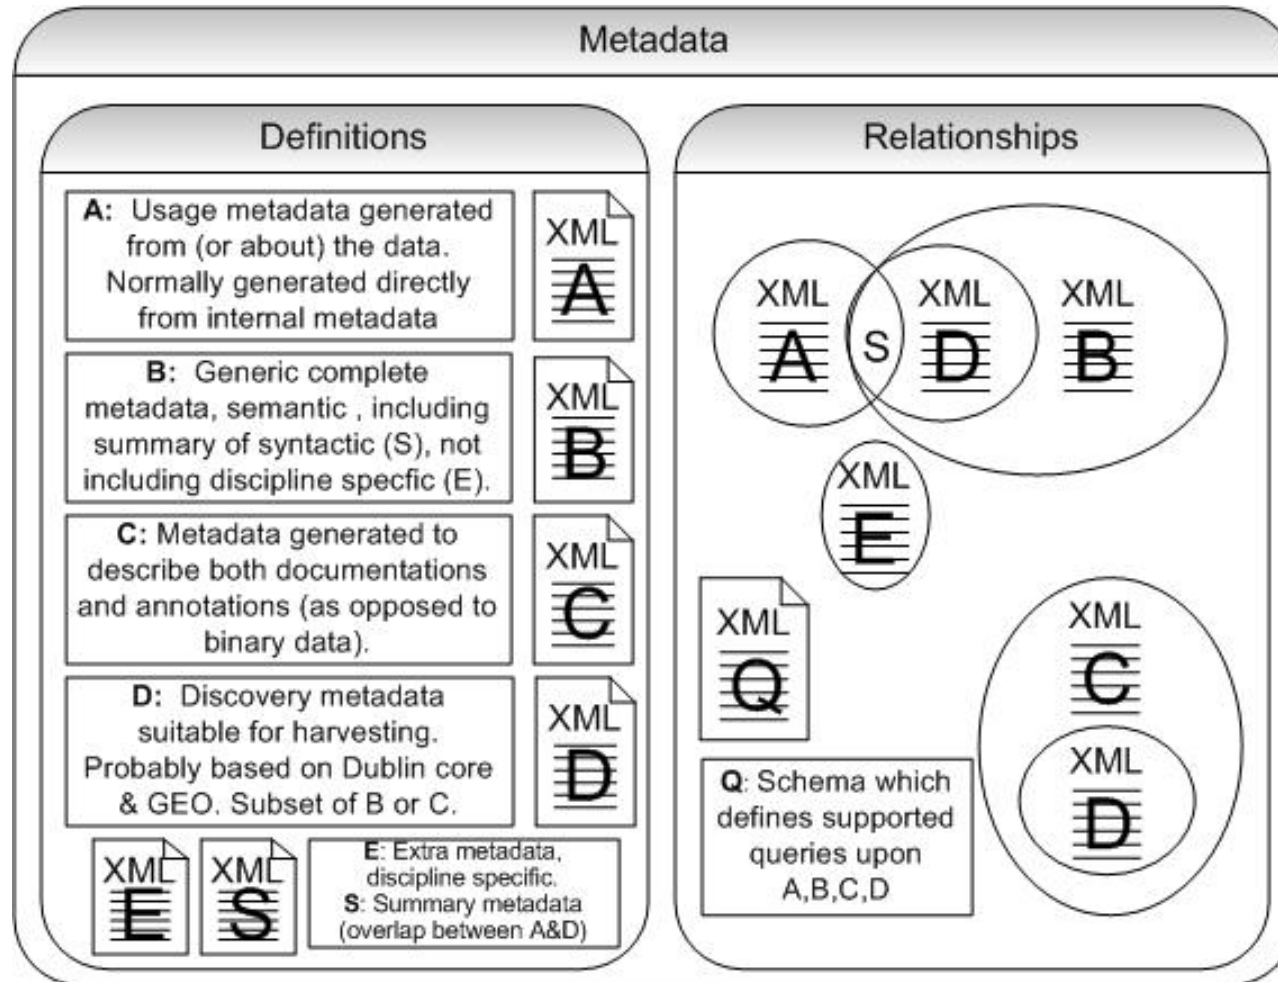 Metadata
Definitions
A: Usage metadata generated
from (or about) the data.
Normally generated directly
from internal metadata
XML
A
B: Generic complete
metadata, semantic , including
summary of syntactic (S), not
including discipline specfic (E).
XML
B
C: Metadata generated to
describe both documentations
and annotations (as opposed to
binary data).
XML
C
D: Discovery metadata
suitable for harvesting.
Probably based on Dublin core
& GEO. Subset of B or C.
XML
D
XML
E
XML
S
E: Extra metadata,
discipline specific.
S: Summary metadata
(overlap between A&D)
Relationships
XML
A
S
XML
D
XML
B
XML
E
XML
Q
Q: Schema which
defines supported
queries upon
A,B,C,D
XML
C
XML
D